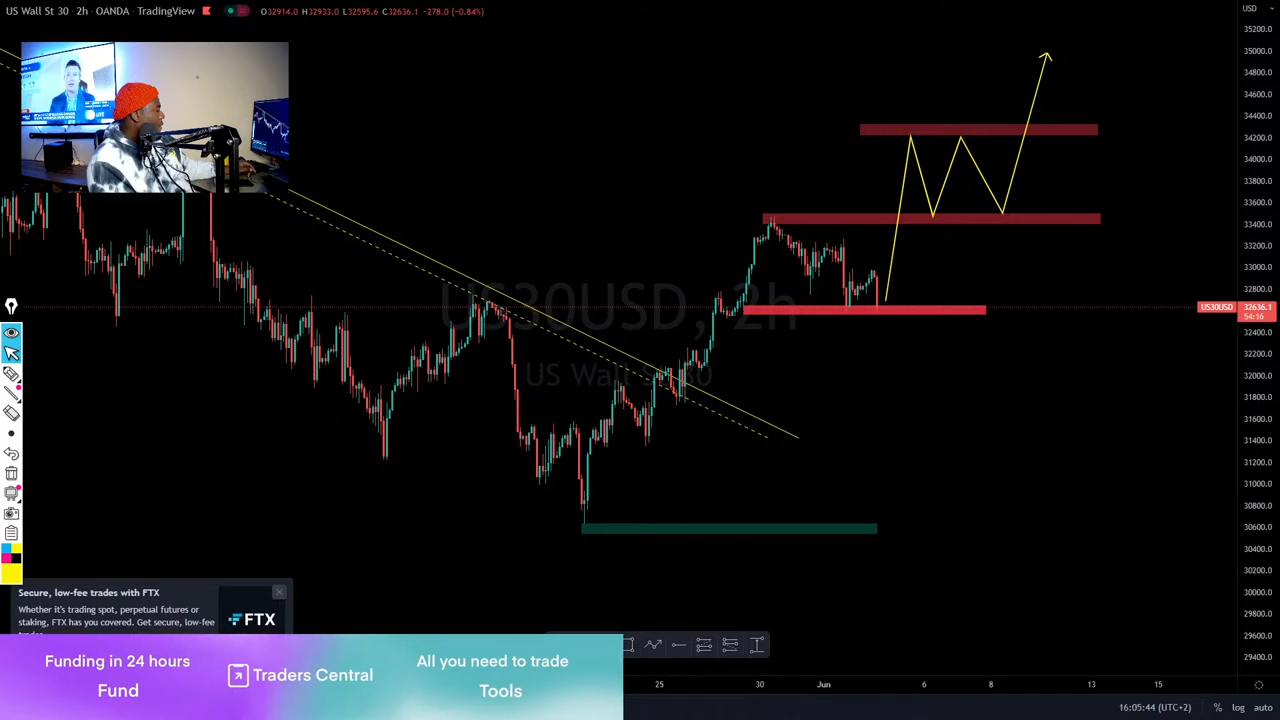 US Wall St 30 · 2h · OANDA · TradingView
O32914.0 H32933.0 L32595.6 C32636.1 −278.0 (−0.84%)
USD
35200.0
35000.0
34800.0
34600.0
34400.0
34200.0
34000.0
33800.0
33600.0
33400.0
33200.0
33000.0
US30USD, 2h
US30USD 32636.1
54:16
32400.0
32200.0
US Wall St 30
32000.0
31800.0
31600.0
31400.0
31200.0
31000.0
30800.0
30600.0
30400.0
30200.0
30000.0
29800.0
29600.0
29400.0
Secure, low-fee trades with FTX
Whether it's trading spot, perpetual futures or
staking, FTX has you covered. Get secure, low-fee
FTX
Funding in 24 hours
Fund
Traders Central
All you need to trade
Tools
25 30 Jun 6 8 13 15
16:05:44 (UTC+2) % log auto